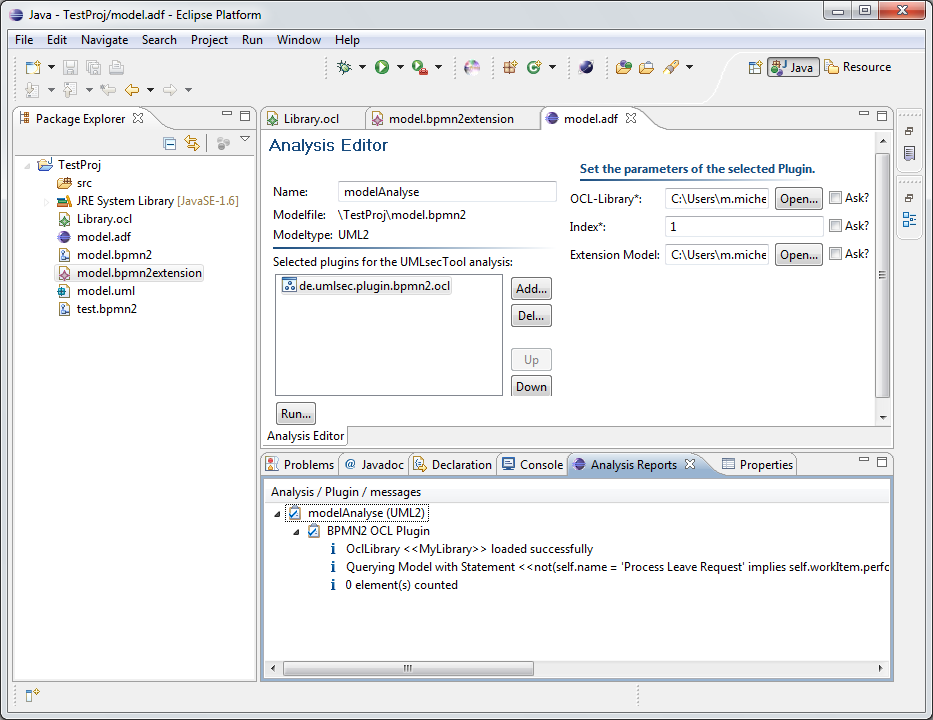 Java - TestProj/model.adf - Eclipse Platform
File Edit Navigate Search Project Run Window Help
Java Resource
Package Explorer
TestProj
src
JRE System Library [JavaSE-1.6]
Library.ocl
model.adf
model.bpmn2
model.bpmn2extension
model.uml
test.bpmn2
Library.ocl model.bpmn2extension model.adf
Analysis Editor
Name: modelAnalyse
Modelfile: \TestProj\model.bpmn2
Modeltype: UML2
Selected plugins for the UMLsecTool analysis:
de.umlsec.plugin.bpmn2.ocl
Add...
Del...
Up
Down
Run...
Set the parameters of the selected Plugin.
OCL-Library*: C:\Users\m.miche Open... Ask?
Index*: 1 Ask?
Extension Model: C:\Users\m.miche Open... Ask?
Analysis Editor
Problems @ Javadoc Declaration Console Analysis Reports Properties
Analysis / Plugin / messages
modelAnalyse (UML2)
BPMN2 OCL Plugin
i OclLibrary <<MyLibrary>> loaded successfully
i Querying Model with Statement <<not(self.name = 'Process Leave Request' implies self.workItem.perfc
i 0 element(s) counted